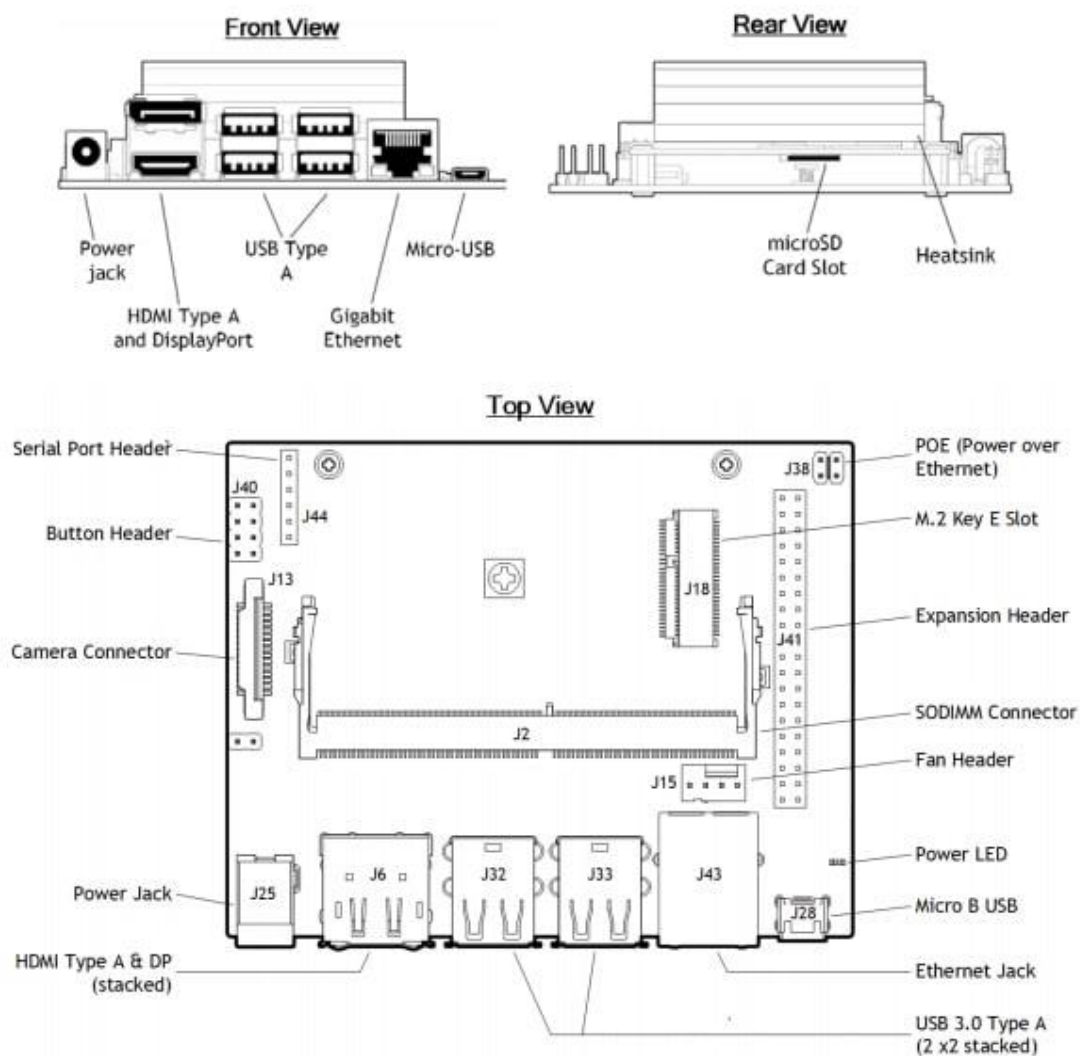 Front View
Rear View
Power
jack
USB Type
A
Micro-USB
HDMI Type A
and DisplayPort
Gigabit
Ethernet
microSD
Card Slot
Heatsink
Top View
Serial Port Header
POE (Power over
Ethernet)
J38
J40
J44
Button Header
M.2 Key E Slot
J13
J18
Camera Connector
Expansion Header
J41
J2
SODIMM Connector
J15
Fan Header
Power Jack
J25
J6
J32
J33
J43
Power LED
J28
Micro B USB
HDMI Type A & DP
(stacked)
Ethernet Jack
USB 3.0 Type A
(2 x2 stacked)